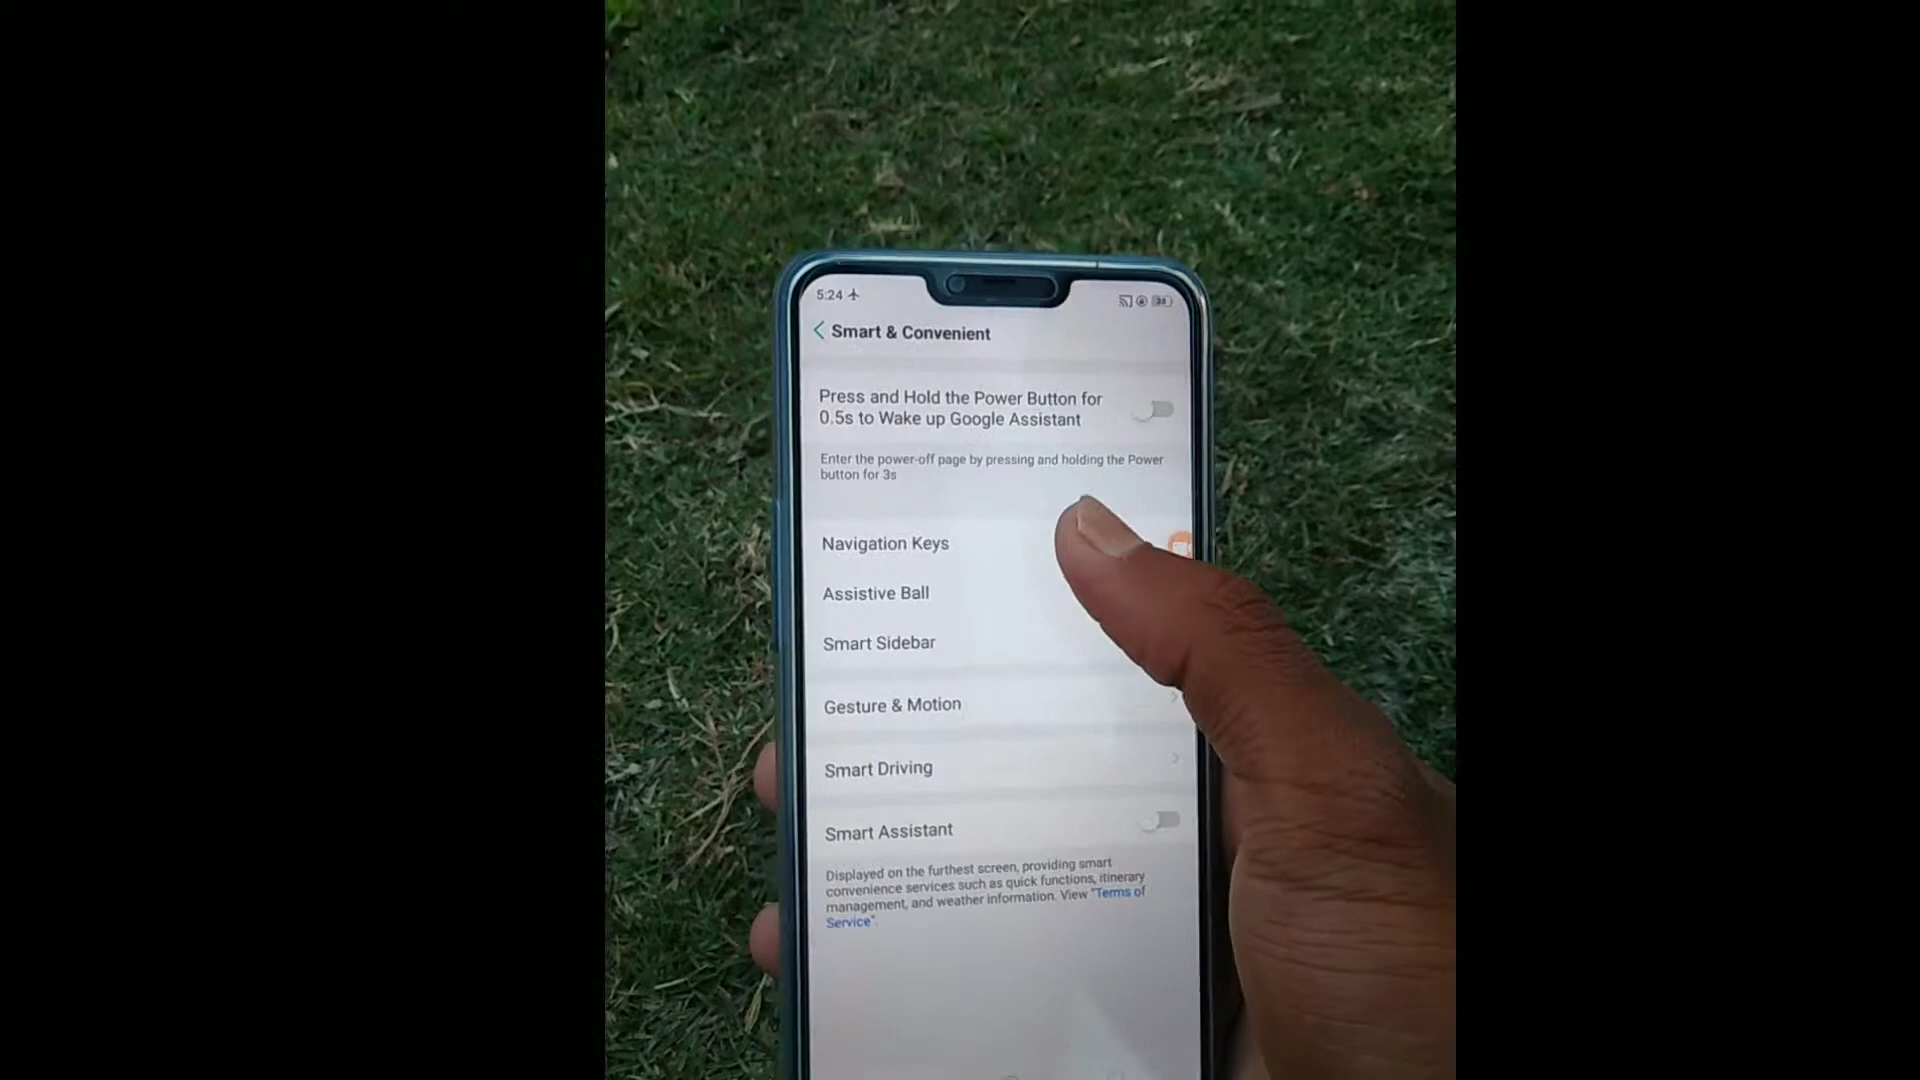 5:24
38
Smart & Convenient
Press and Hold the Power Button for
0.5s to Wake up Google Assistant
Enter the power-off page by pressing and holding the Power
button for 3s
Navigation Keys
Assistive Ball
Smart Sidebar
Gesture & Motion
Smart Driving
Smart Assistant
Displayed on the furthest screen, providing smart
convenience services such as quick functions, itinerary
management, and weather information. View "Terms of
Service".